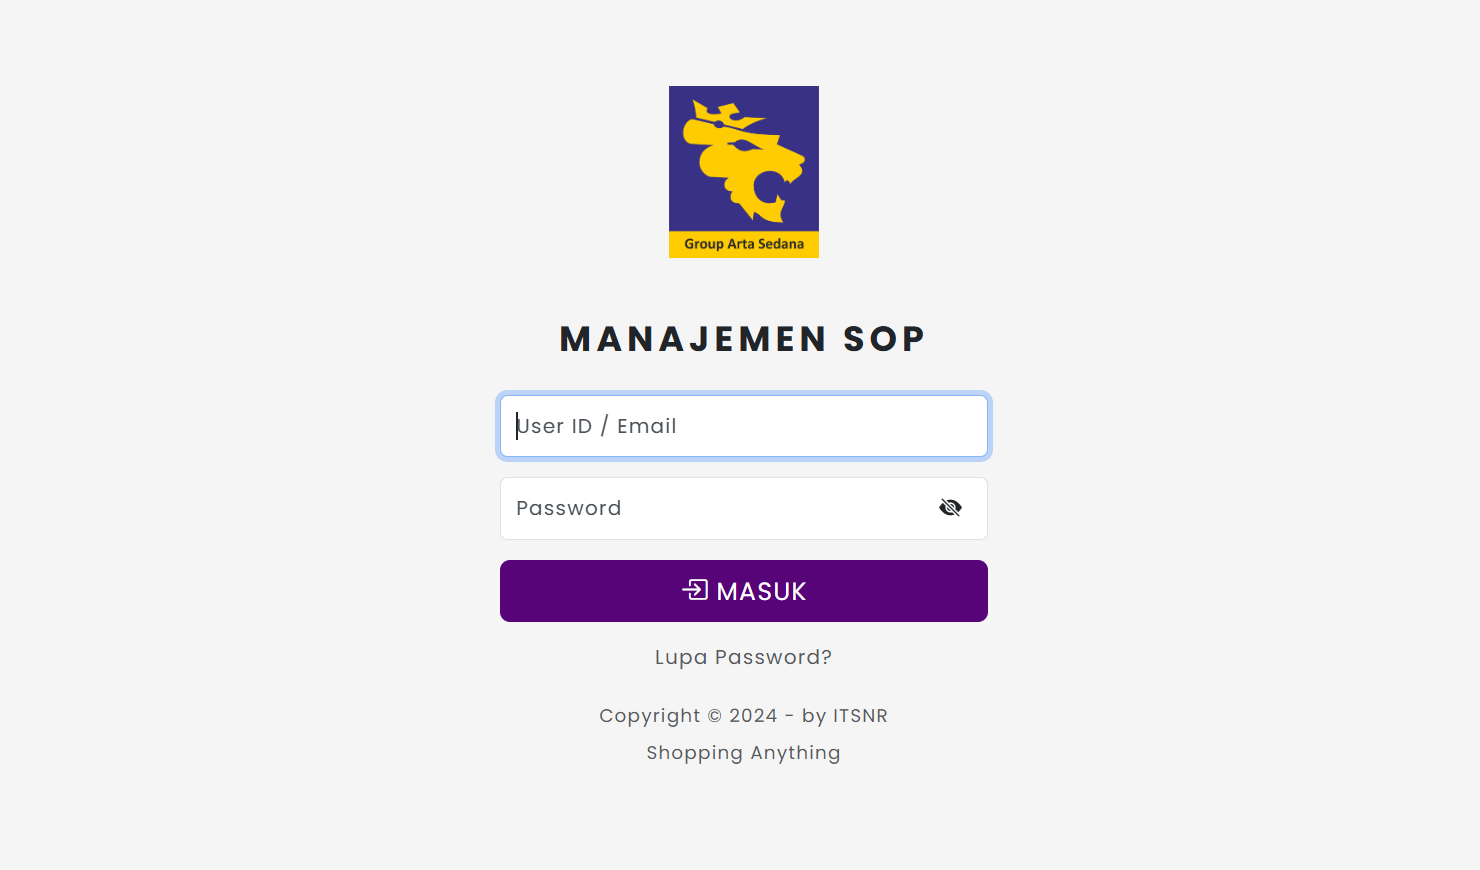 Group Arta Sedana
MANAJEMEN SOP
User ID / Email
Password
MASUK
Lupa Password?
Copyright © 2024 - by ITSNR
Shopping Anything